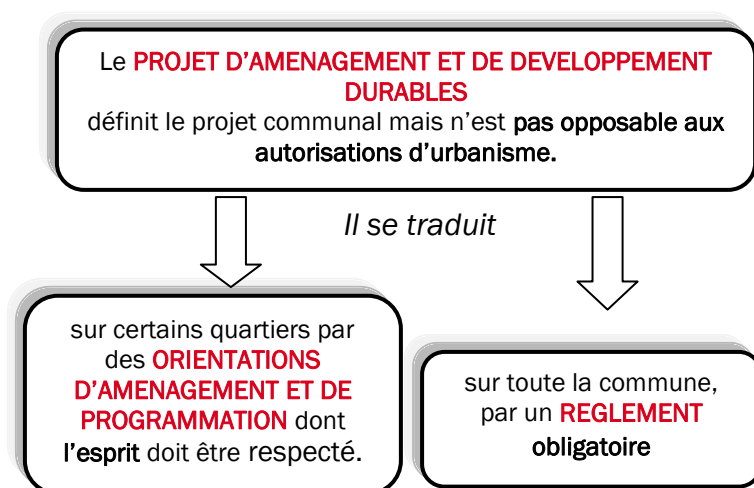 Le PROJET D'AMENAGEMENT ET DE DEVELOPPEMENT
DURABLES
définit le projet communal mais n'est pas opposable aux
autorisations d'urbanisme.
Il se traduit
sur certains quartiers par
des ORIENTATIONS
D'AMENAGEMENT ET DE
PROGRAMMATION dont
l'esprit doit être respecté.
sur toute la commune,
par un REGLEMENT
obligatoire